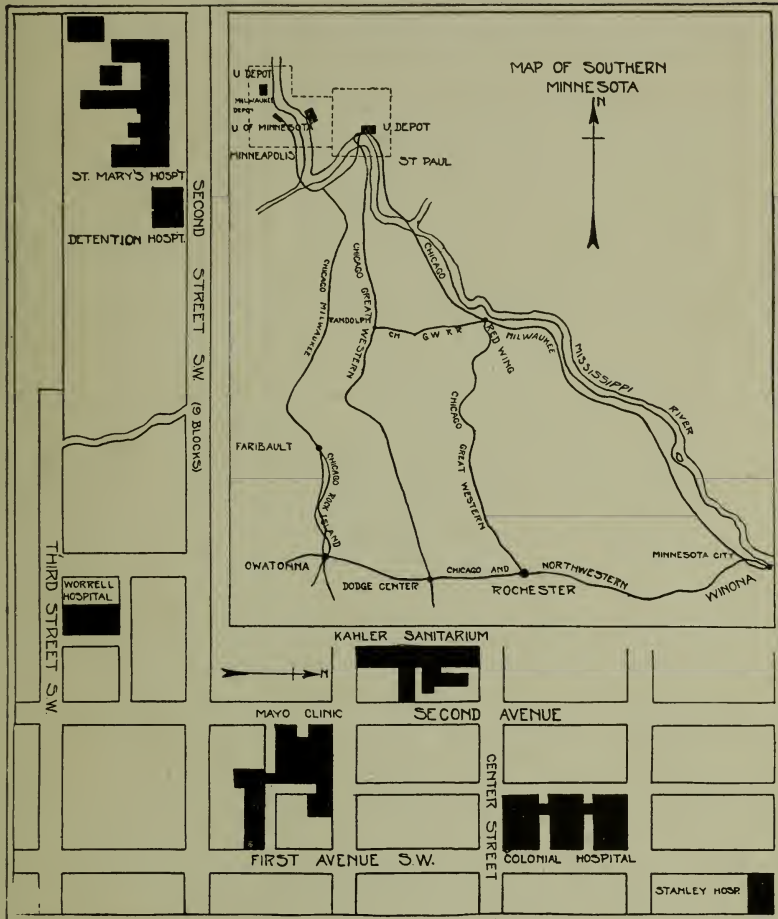 MAP OF SOUTHERN
MINNESOTA
N
U DEPOT
MILWAUKEE
DEPOT
U OF MINNESOTA
MINNEAPOLIS
U DEPOT
ST PAUL
CHICAGO MILWAUKEE
CHICAGO GREAT
WESTERN
RANDOLPH
CH G W R R
CHICAGO
MILWAUKEE
RED WING
CHICAGO
GREAT
WESTERN
MISSISSIPPI
RIVER
FARIBAULT
CHICAGO ROCK ISLAND
OWATONNA
DODGE CENTER
CHICAGO AND
NORTHWESTERN
ROCHESTER
MINNESOTA CITY
WINONA
ST. MARY'S HOSP'T
DETENTION HOSPT.
SECOND STREET S.W. (9 BLOCKS)
THIRD STREET S.W.
WORRELL
HOSPITAL
KAHLER SANITARIUM
N
MAYO CLINIC
SECOND AVENUE
CENTER STREET
FIRST AVENUE S.W.
COLONIAL HOSPITAL
STANLEY HOSP.